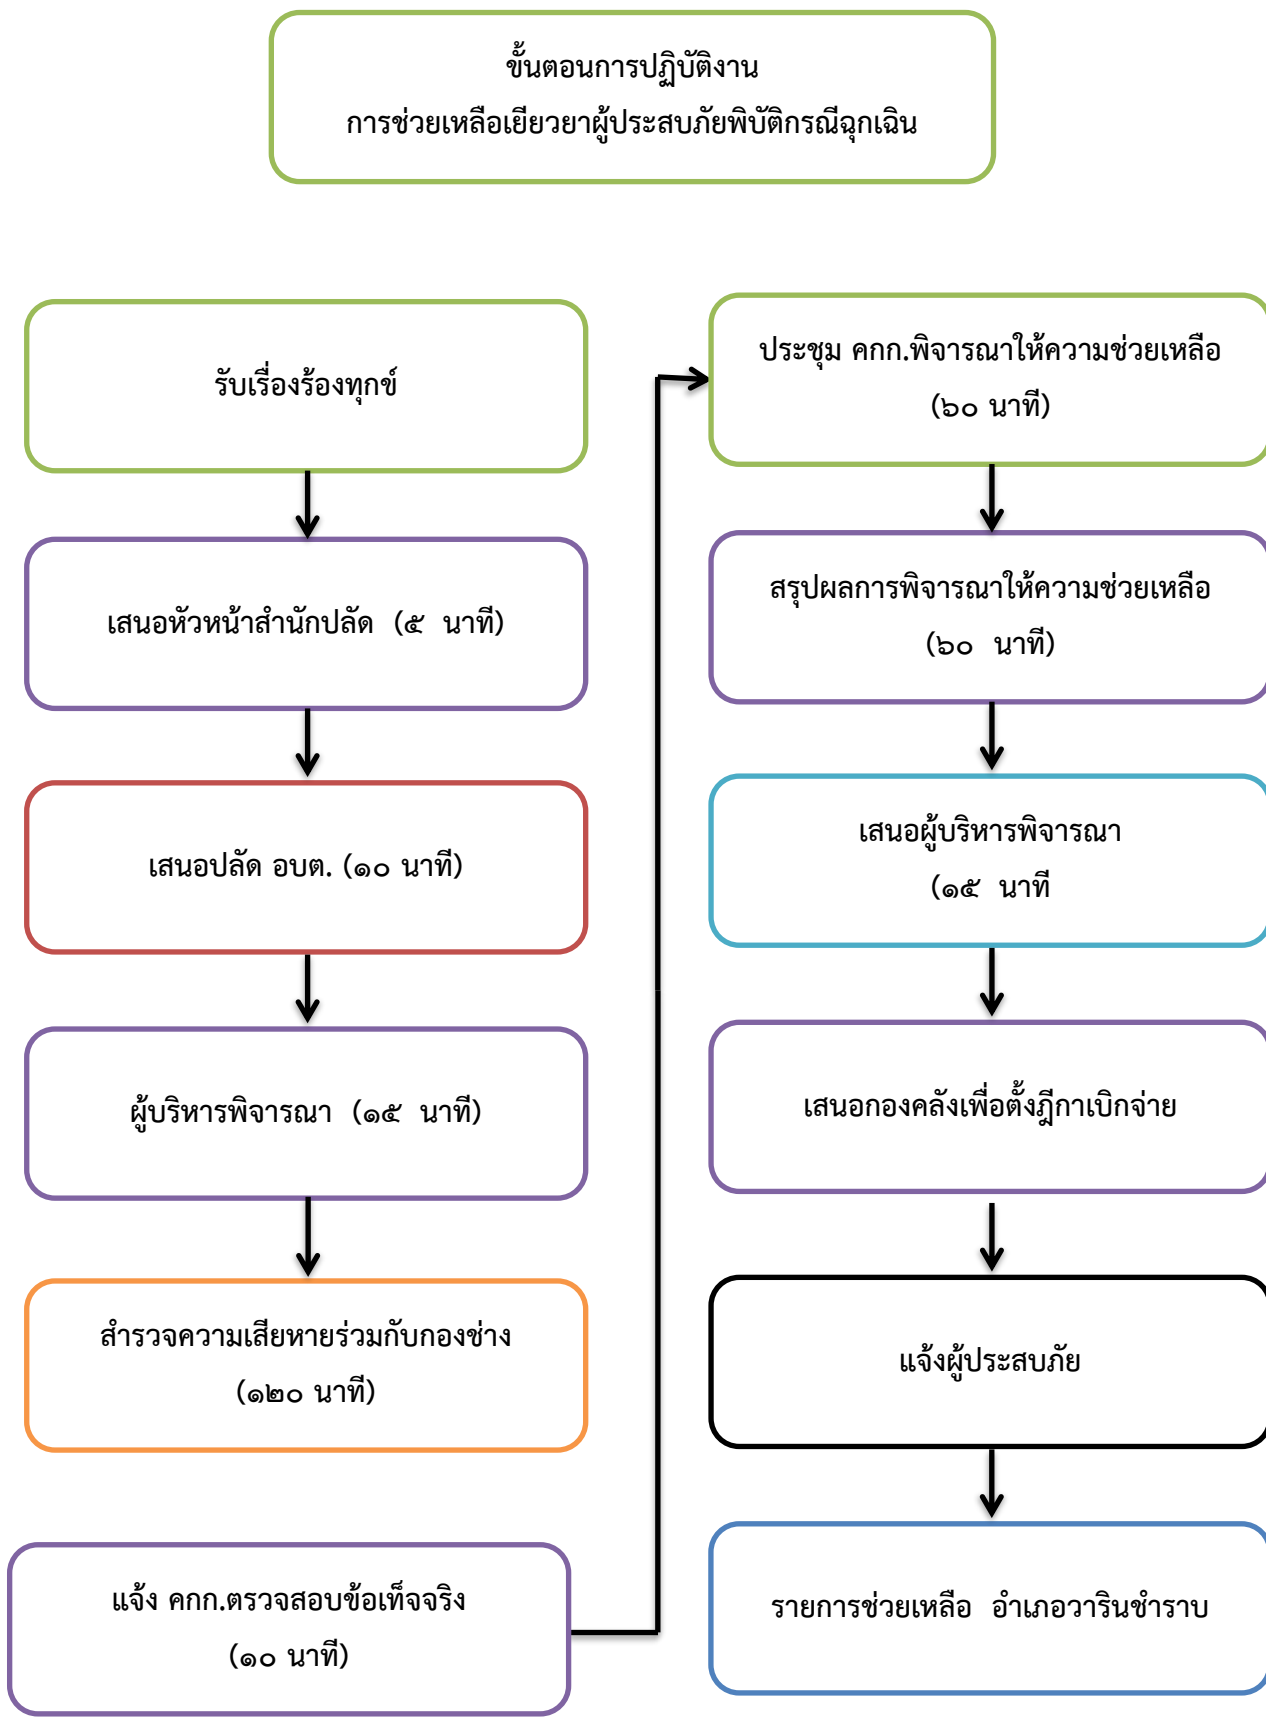 ขั้นตอนการปฏิบัติงาน
การช่วยเหลือเยียวยาผู้ประสบภัยพิบัติกรณีฉุกเฉิน
รับเรื่องร้องทุกข์
เสนอหัวหน้าสำนักปลัด (๕ นาที)
เสนอปลัด อบต. (๑๐ นาที)
ผู้บริหารพิจารณา (๑๕ นาที)
สำรวจความเสียหายร่วมกับกองช่าง
(๑๒๐ นาที)
แจ้ง คกก.ตรวจสอบข้อเท็จจริง
(๑๐ นาที)
ประชุม คกก.พิจารณาให้ความช่วยเหลือ
(๖๐ นาที)
สรุปผลการพิจารณาให้ความช่วยเหลือ
(๖๐ นาที)
เสนอผู้บริหารพิจารณา
(๑๕ นาที
เสนอกองคลังเพื่อตั้งฎีกาเบิกจ่าย
แจ้งผู้ประสบภัย
รายการช่วยเหลือ อำเภอวารินชำราบ